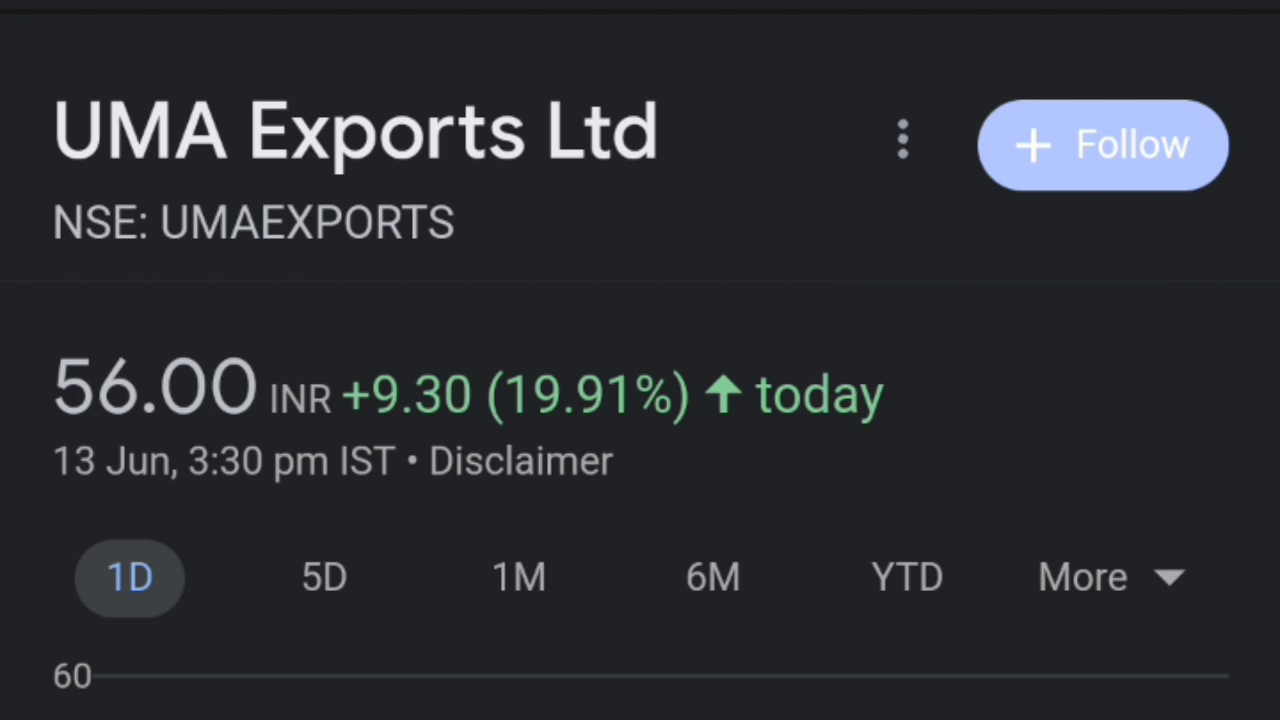 UMA Exports Ltd
+ Follow
NSE: UMAEXPORTS
56.00 INR +9.30 (19.91%) ↑ today
13 Jun, 3:30 pm IST • Disclaimer
1D 5D 1M 6M YTD More
60